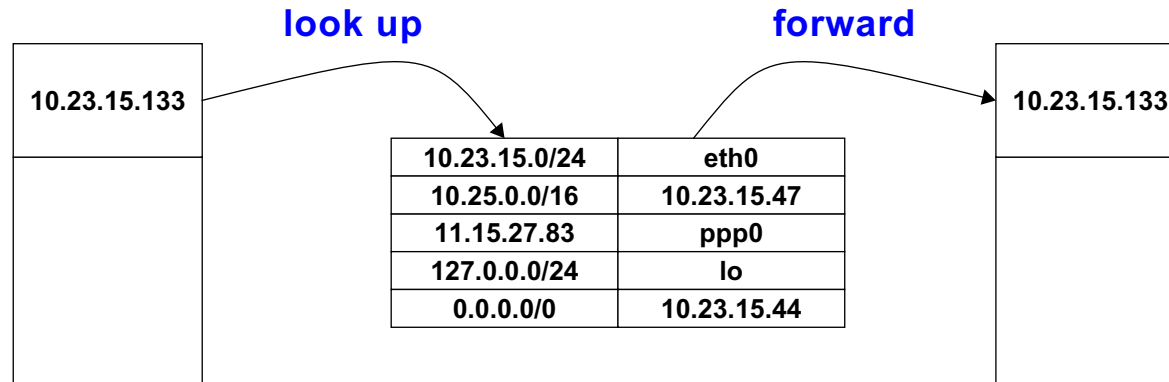 look up
forward
10.23.15.133
10.23.15.133
10.23.15.0/24 eth0
10.25.0.0/16 10.23.15.47
11.15.27.83 ppp0
127.0.0.0/24 lo
0.0.0.0/0 10.23.15.44